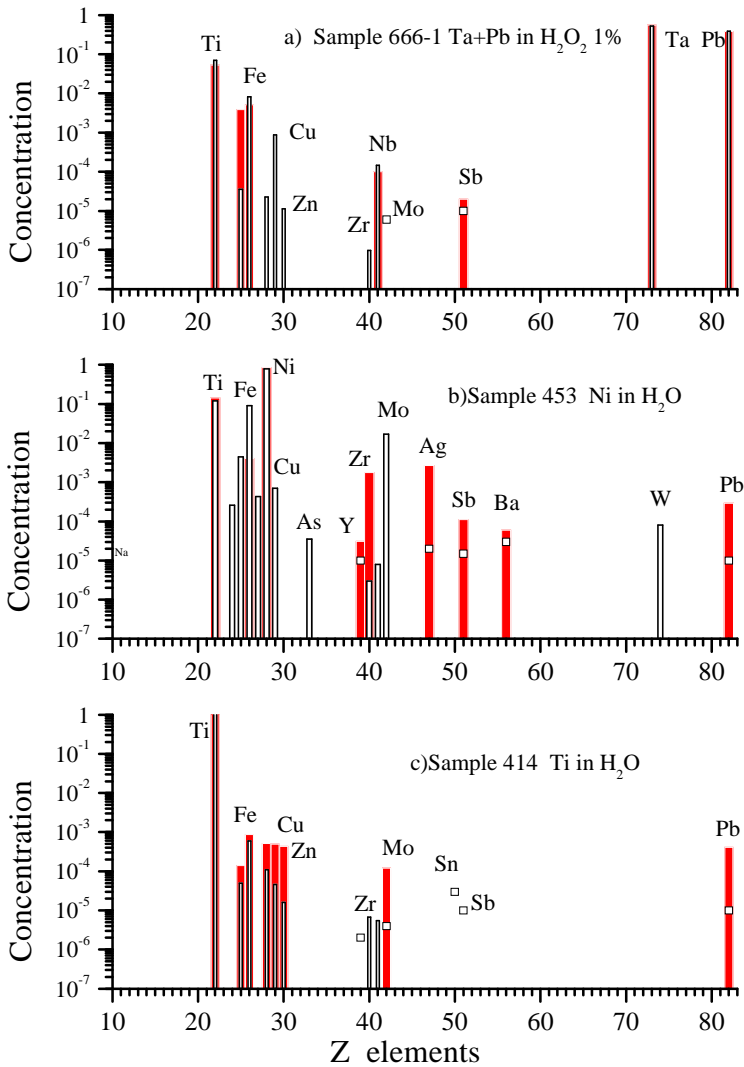 a) Sample 666-1 Ta+Pb in H₂O₂ 1%
Concentration
1
10⁻¹
10⁻²
10⁻³
10⁻⁴
10⁻⁵
10⁻⁶
10⁻⁷
Ti Fe Cu Zn Zr Nb Mo Sb Ta Pb
10 20 30 40 50 60 70 80
b)Sample 453 Ni in H₂O
Concentration
1
10⁻¹
10⁻²
10⁻³
10⁻⁴
10⁻⁵
10⁻⁶
10⁻⁷
Na Ti Fe Ni Cu As Y Zr Mo Ag Sb Ba W Pb
10 20 30 40 50 60 70 80
c)Sample 414 Ti in H₂O
Concentration
1
10⁻¹
10⁻²
10⁻³
10⁻⁴
10⁻⁵
10⁻⁶
10⁻⁷
Ti Fe Cu Zn Zr Mo Sn Sb Pb
10 20 30 40 50 60 70 80
Z elements